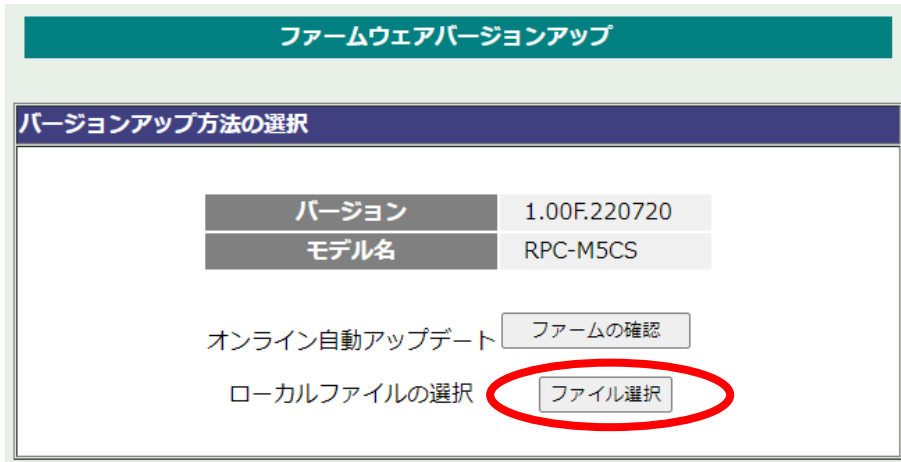 ファームウェアバージョンアップ
バージョンアップ方法の選択
バージョン 1.00F.220720
モデル名 RPC-M5CS
オンライン自動アップデート ファームの確認
ローカルファイルの選択 ファイル選択